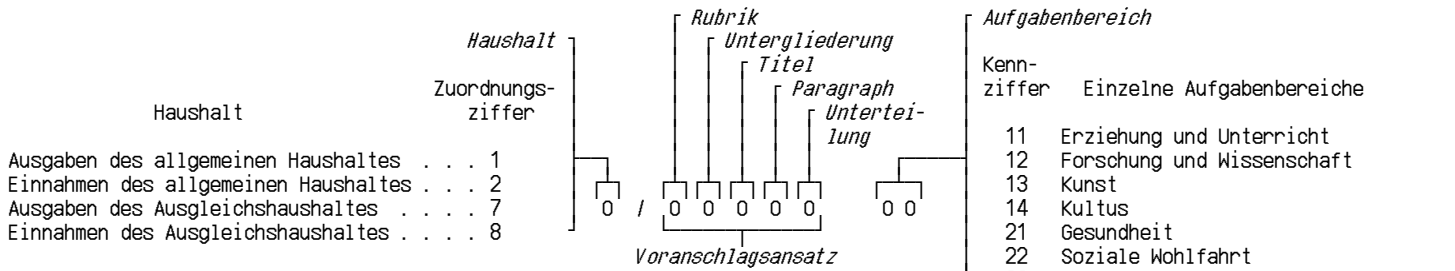 Rubrik
Aufgabenbereich
Haushalt
Untergliederung
Titel
Kenn-
Zuordnungs-
Paragraph
ziffer Einzelne Aufgabenbereiche
Haushalt
ziffer
Untertei-
lung
11 Erziehung und Unterricht
Ausgaben des allgemeinen Haushaltes . . . 1
12 Forschung und Wissenschaft
Einnahmen des allgemeinen Haushaltes . . . 2
13 Kunst
Ausgaben des Ausgleichshaushaltes . . . . 7
0 / 0 0 0 0 0 0 0
14 Kultus
Einnahmen des Ausgleichshaushaltes . . . . 8
21 Gesundheit
Voranschlagsansatz
22 Soziale Wohlfahrt